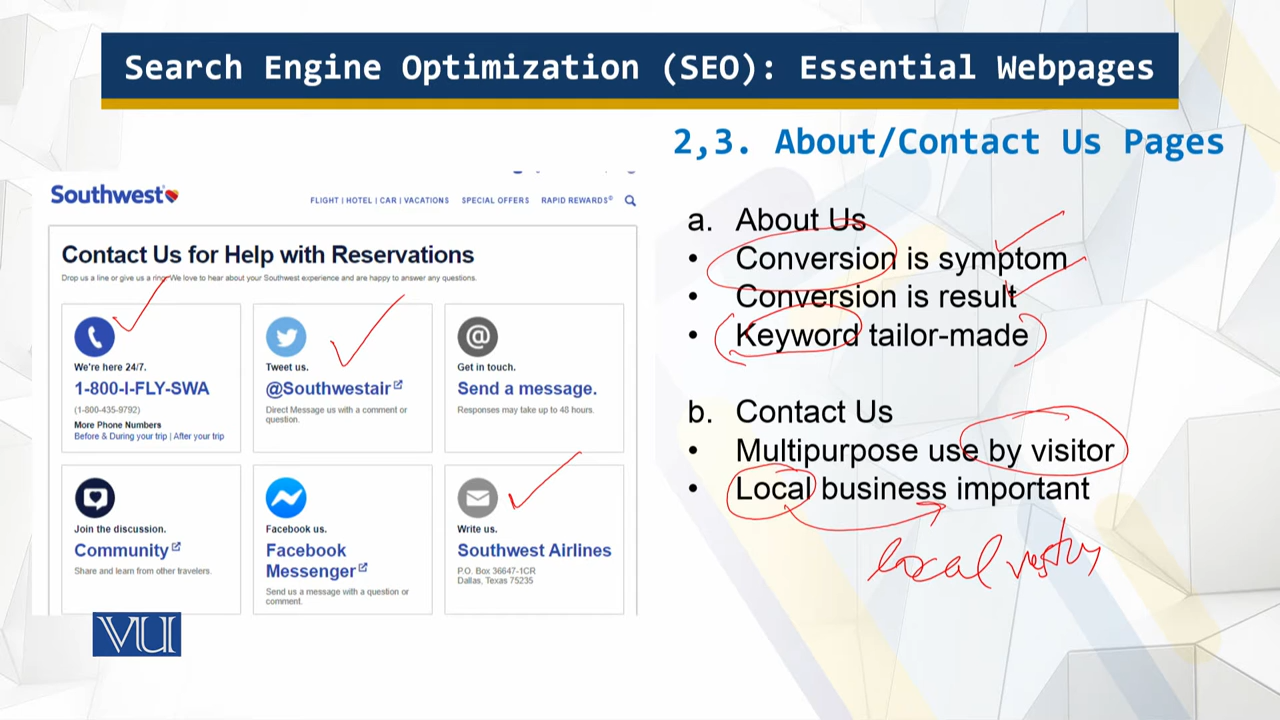 Search Engine Optimization (SEO): Essential Webpages
2,3. About/Contact Us Pages
Southwest
FLIGHT | HOTEL | CAR | VACATIONS SPECIAL OFFERS RAPID REWARDS®
Contact Us for Help with Reservations
Drop us a line or give us a ring. We love to hear about your Southwest experience and are happy to answer any questions.
We're here 24/7.
1-800-I-FLY-SWA
(1-800-435-9792)
More Phone Numbers
Before & During your trip | After your trip
Tweet us.
@Southwestair
Direct Message us with a comment or
question.
Get in touch.
Send a message.
Responses may take up to 48 hours.
Join the discussion.
Community
Share and learn from other travelers.
Facebook us.
Facebook
Messenger
Send us a message with a question or
comment.
Write us.
Southwest Airlines
P.O. Box 36647-1CR
Dallas, Texas 75235
a. About Us
• Conversion is symptom
• Conversion is result
• Keyword tailor-made
b. Contact Us
• Multipurpose use by visitor
• Local business important
local
VU